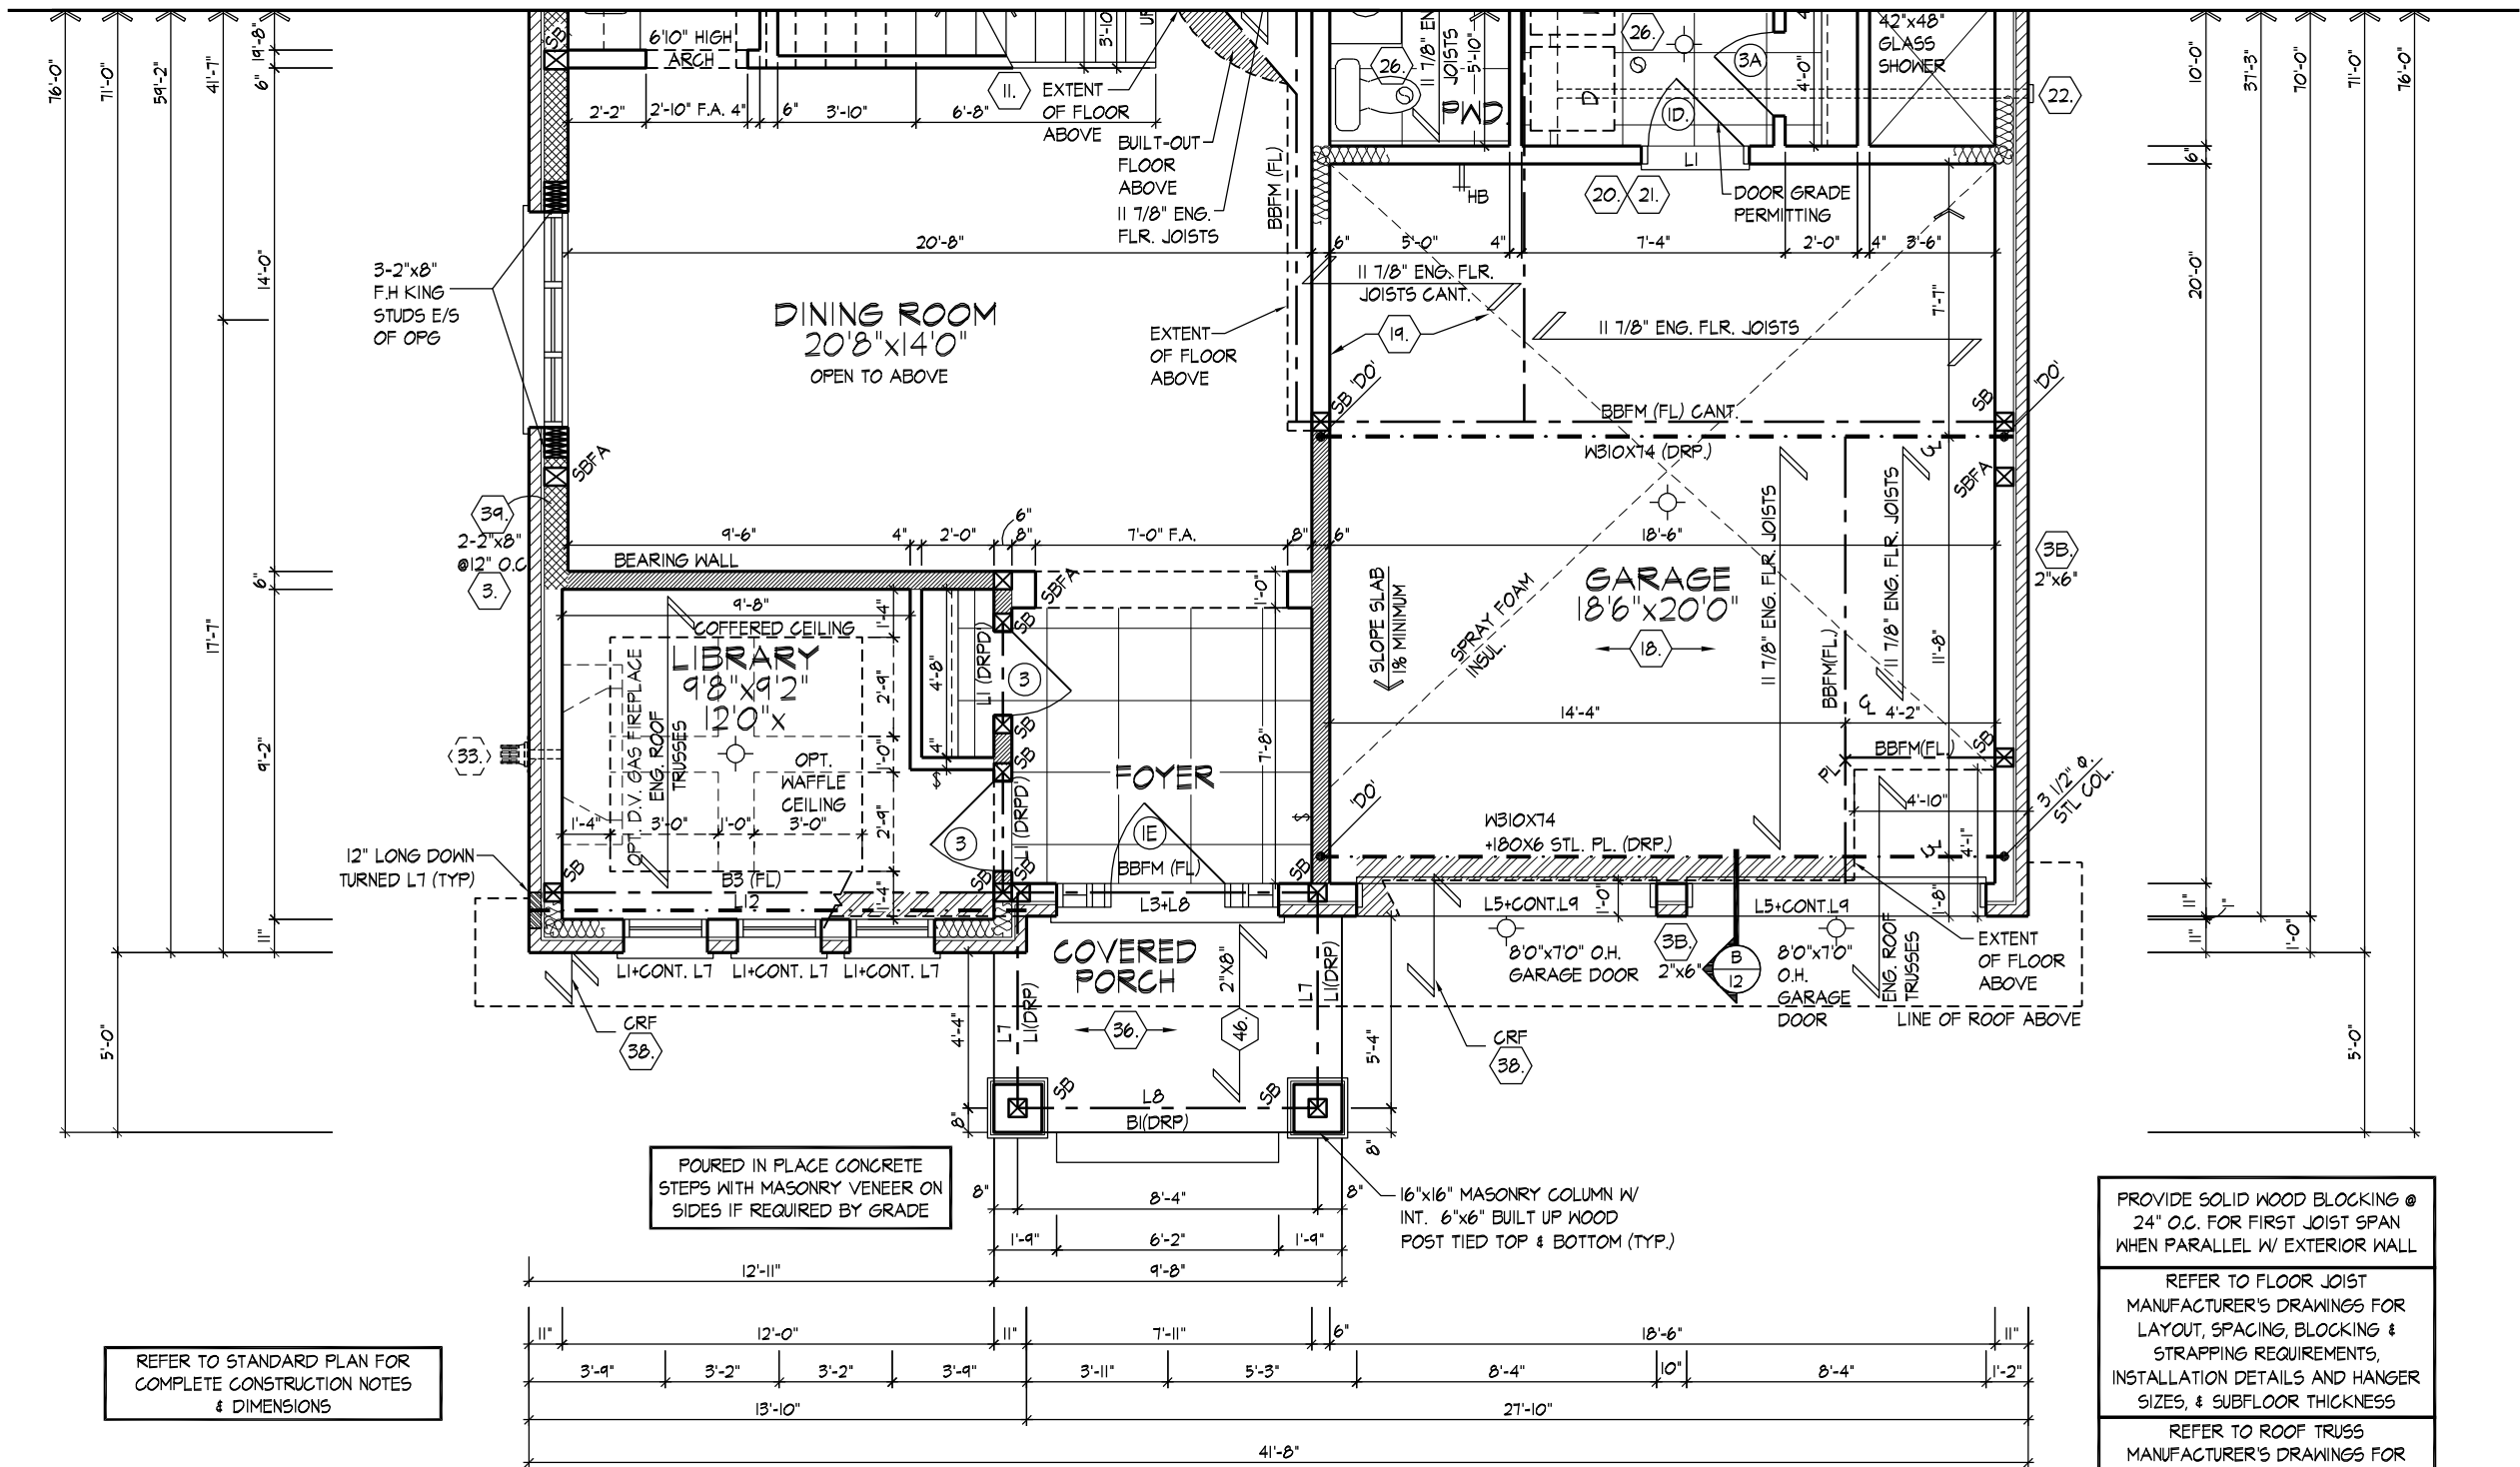 76'-0"
71'-0"
59'-2"
41'-7"
19'-8"
6"
14'-0"
6"
17'-7"
9'-2"
11"
5'-0"
SB
6'10" HIGH
ARCH
2'-2"
2'-10" F.A.
4"
6"
3'-10"
6'-8"
3'-10"
11.
EXTENT
OF FLOOR
ABOVE
BUILT-OUT
FLOOR
ABOVE
11 7/8" ENG.
FLR. JOISTS
BBFM (FL)
26.
11 7/8" EN
JOISTS
5'-10"
PWD.
26.
D
3A
1D.
4'-0"
42"x48"
GLASS
SHOWER
22.
L1
HB
20.
21.
DOOR GRADE
PERMITTING
20'-8"
6"
5'-0"
4"
7'-4"
2'-0"
4"
3'-6"
3-2"x8"
F.H KING
STUDS E/S
OF OPG
DINING ROOM
20'8"x14'0"
OPEN TO ABOVE
EXTENT
OF FLOOR
ABOVE
11 7/8" ENG. FLR.
JOISTS CANT.
19.
11 7/8" ENG. FLR. JOISTS
7'-7"
SB
'DO'
SB
'DO'
BBFM (FL) CANT.
W310X74 (DRP.)
SBFA
SBFA
39.
2-2"x8"
@12" O.C
3.
9'-6"
4"
2'-0"
6"
8"
7'-0" F.A.
8"
6"
18'-6"
BEARING WALL
SBFA
1'-0"
9'-8"
COFFERED CEILING
LIBRARY
9'8"x9'2"
12'0"x
OPT. D.V. GAS FIREPLACE
ENG. ROOF
TRUSSES
OPT.
WAFFLE
CEILING
1'-4"
2'-9"
1'-0"
2'-9"
1'-4"
1'-4"
3'-0"
1'-0"
3'-0"
4'-8"
4"
L1 (DRPD')
L1 (DRPD')
SB
SB
SB
SB
SB
3
3
33.
FOYER
7'-8"
1E
BBFM (FL)
SLOPE SLAB
1% MINIMUM
SPRAY FOAM
INSUL.
GARAGE
18'6"x20'0"
18.
11 7/8" ENG. FLR. JOISTS
11 7/8" ENG. FLR. JOISTS
BBFM(FL)
11'-8"
3B.
2"x6"
14'-4"
4'-2"
BBFM(FL)
SB
PL
4'-10"
4'-1"
3 1/2" Φ.
STL COL.
'DO'
SB
W310X74
+180X6 STL. PL. (DRP.)
12" LONG DOWN
TURNED L7 (TYP)
SB
B3 (FL)
L12
L3+L8
L5+CONT.L9
1'-0"
L5+CONT.L9
1'-8"
L1+CONT. L7
L1+CONT. L7
L1+CONT. L7
COVERED
PORCH
2"X8"
L7
L1(DRP)
L7
L1(DRP)
8'0"x7'0" O.H.
GARAGE DOOR
3B.
2"x6"
B
12
8'0"x7'0"
O.H.
GARAGE
DOOR
ENG. ROOF
TRUSSES
EXTENT
OF FLOOR
ABOVE
LINE OF ROOF ABOVE
CRF
38.
36.
46.
CRF
38.
4'-4"
5'-4"
SB
SB
L8
B1(DRP)
8"
8"
10'-0"
37'-3"
70'-0"
71'-0"
76'-0"
6"
20'-0"
11"
1"
11"
1'-0"
5'-0"
POURED IN PLACE CONCRETE
STEPS WITH MASONRY VENEER ON
SIDES IF REQUIRED BY GRADE
8"
8'-4"
8"
16"x16" MASONRY COLUMN W/
INT. 6"x6" BUILT UP WOOD
POST TIED TOP & BOTTOM (TYP.)
1'-9"
6'-2"
1'-9"
12'-11"
9'-8"
11"
12'-0"
11"
7'-11"
6"
18'-6"
11"
3'-9"
3'-2"
3'-2"
3'-9"
3'-11"
5'-3"
8'-4"
10"
8'-4"
1'-2"
13'-10"
27'-10"
41'-8"
REFER TO STANDARD PLAN FOR
COMPLETE CONSTRUCTION NOTES
& DIMENSIONS
PROVIDE SOLID WOOD BLOCKING @
24" O.C. FOR FIRST JOIST SPAN
WHEN PARALLEL W/ EXTERIOR WALL
REFER TO FLOOR JOIST
MANUFACTURER'S DRAWINGS FOR
LAYOUT, SPACING, BLOCKING &
STRAPPING REQUIREMENTS,
INSTALLATION DETAILS AND HANGER
SIZES, & SUBFLOOR THICKNESS
REFER TO ROOF TRUSS
MANUFACTURER'S DRAWINGS FOR